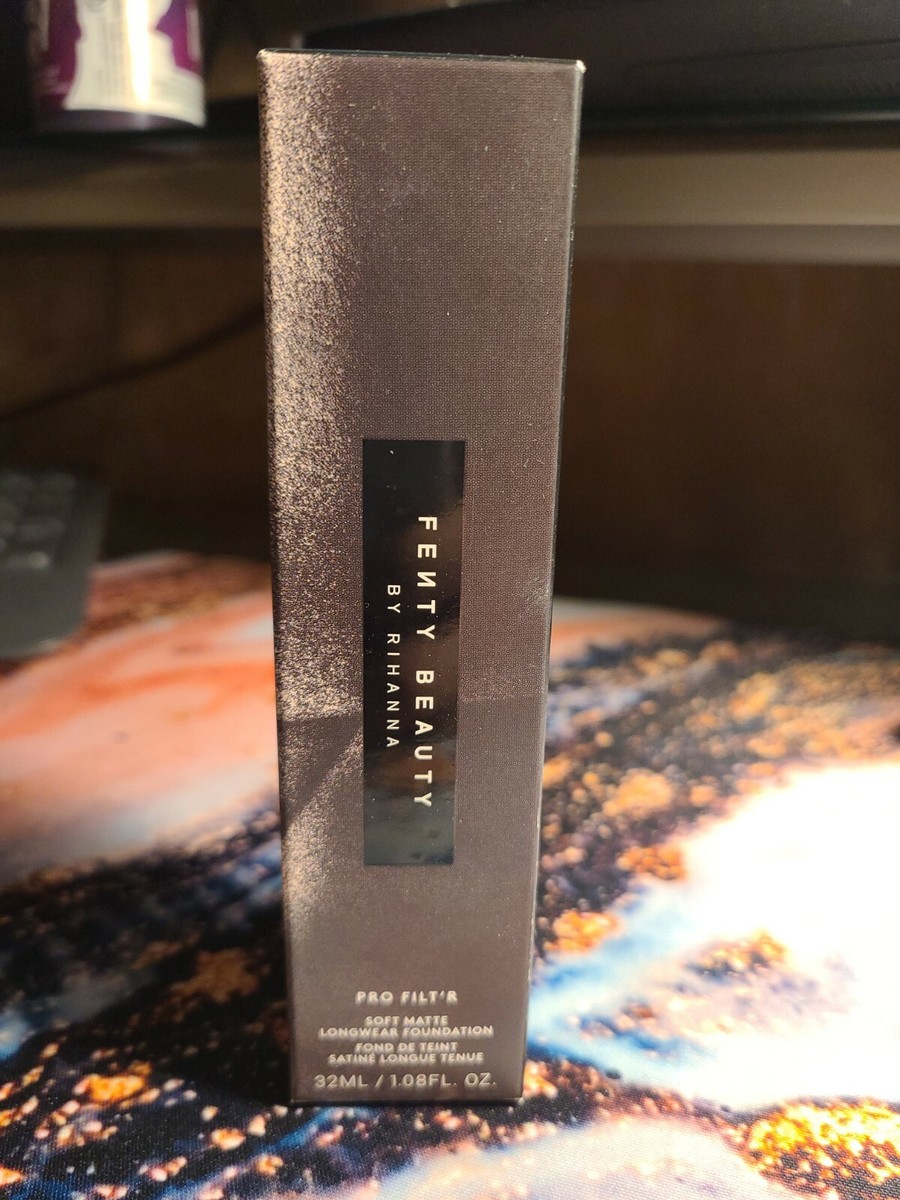 FENTY BEAUTY
BY RIHANNA
PRO FILT'R
SOFT MATTE
LONGWEAR FOUNDATION
FOND DE TEINT
SATINÉ LONGUE TENUE
32ML / 1.08FL. OZ.